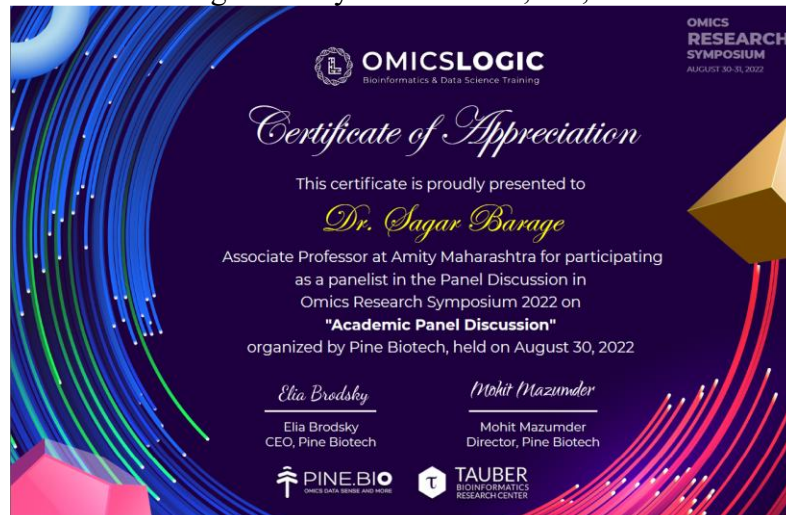 OMICS
RESEARCH
SYMPOSIUM
AUGUST 30-31, 2022
OMICSLOGIC
Bioinformatics & Data Science Training
Certificate of Appreciation
This certificate is proudly presented to
Dr. Sagar Barage
Associate Professor at Amity Maharashtra for participating
as a panelist in the Panel Discussion in
Omics Research Symposium 2022 on
"Academic Panel Discussion"
organized by Pine Biotech, held on August 30, 2022
Elia Brodsky
Mohit Mazumder
Elia Brodsky
CEO, Pine Biotech
Mohit Mazumder
Director, Pine Biotech
PINE.BIO
OMICS DATA SENSE AND MORE
τ
TAUBER
BIOINFORMATICS
RESEARCH CENTER